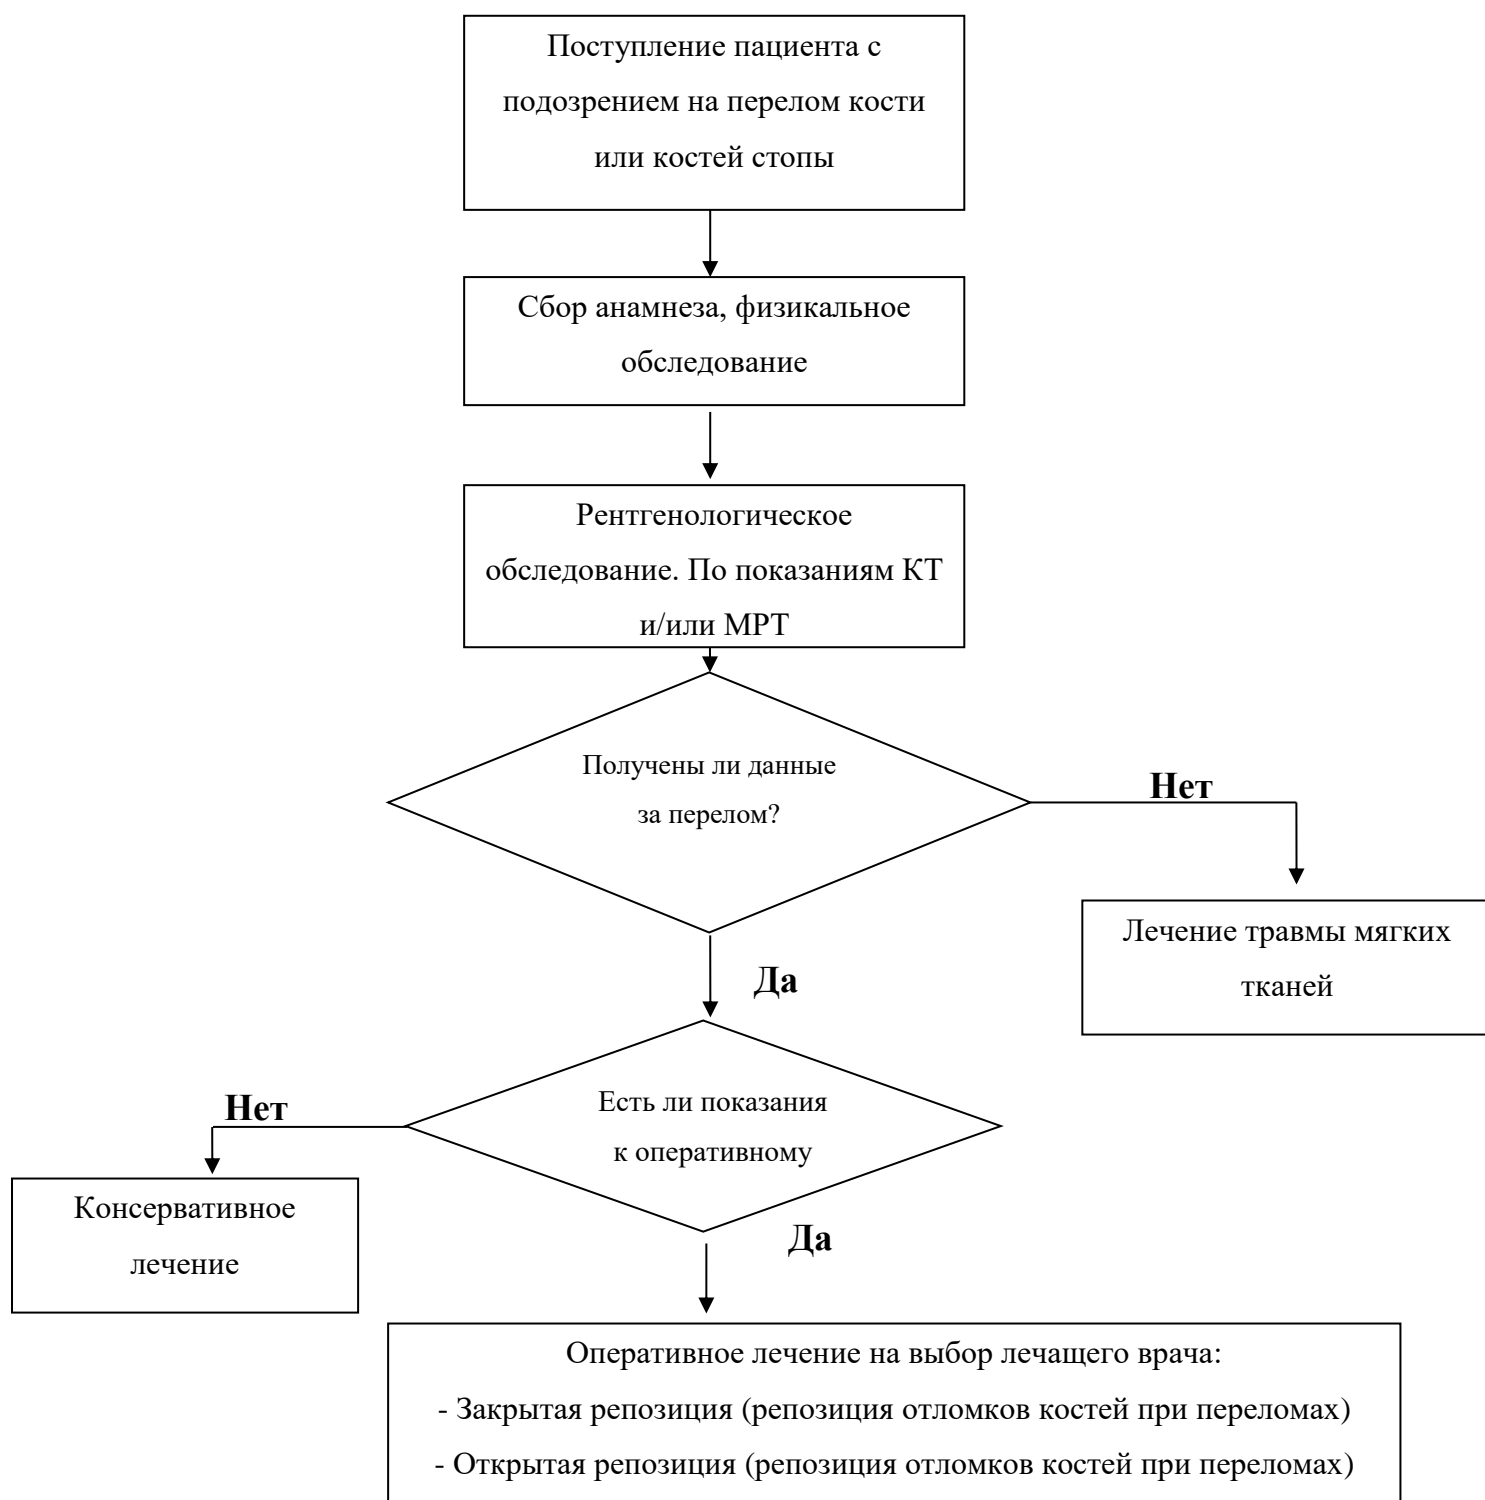 Поступление пациента с
подозрением на перелом кости
или костей стопы
Сбор анамнеза, физикальное
обследование
Рентгенологическое
обследование. По показаниям КТ
и/или МРТ
Получены ли данные
за перелом?
Нет
Лечение травмы мягких
тканей
Да
Есть ли показания
к оперативному
Нет
Консервативное
лечение
Да
Оперативное лечение на выбор лечащего врача:
- Закрытая репозиция (репозиция отломков костей при переломах)
- Открытая репозиция (репозиция отломков костей при переломах)